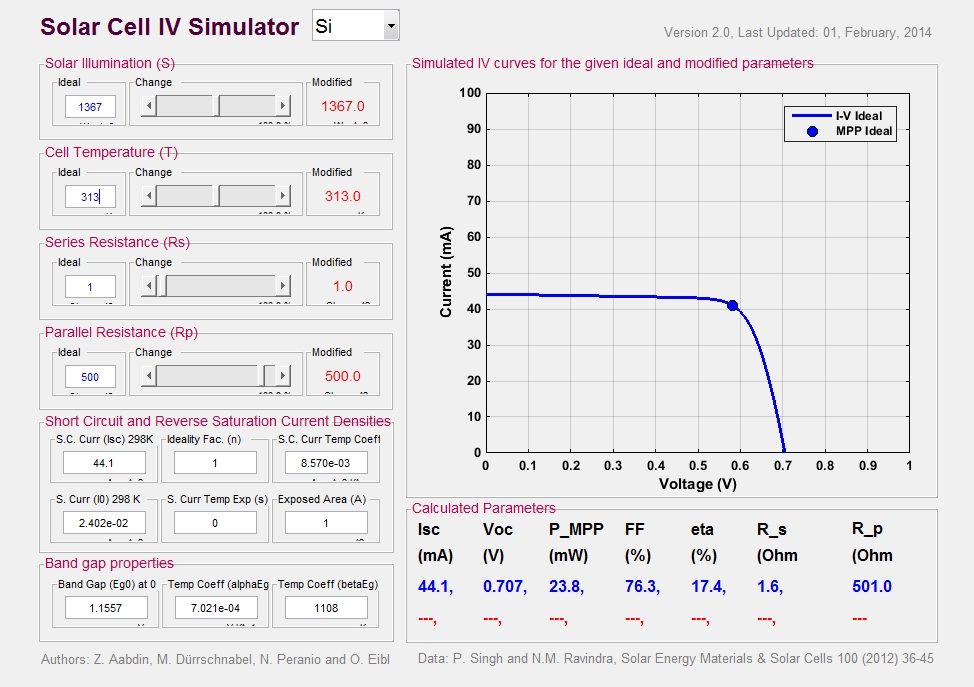 Solar Cell IV Simulator Si
Version 2.0, Last Updated: 01, February, 2014
Solar Illumination (S)
Ideal Change Modified
1367 1367.0
Cell Temperature (T)
Ideal Change Modified
313 313.0
Series Resistance (Rs)
Ideal Change Modified
1 1.0
Parallel Resistance (Rp)
Ideal Change Modified
500 500.0
Short Circuit and Reverse Saturation Current Densities
S.C. Curr (Isc) 298K Ideality Fac. (n) S.C. Curr Temp Coeff
44.1 1 8.570e-03
S. Curr (I0) 298 K S. Curr Temp Exp (s) Exposed Area (A)
2.402e-02 0 1
Band gap properties
Band Gap (Eg0) at 0 Temp Coeff (alphaEg Temp Coeff (betaEg)
1.1557 7.021e-04 1108
Authors: Z. Aabdin, M. Dürrschnabel, N. Peranio and O. Eibl
Simulated IV curves for the given ideal and modified parameters
I-V Ideal
MPP Ideal
Current (mA)
100
90
80
70
60
50
40
30
20
10
0
0 0.1 0.2 0.3 0.4 0.5 0.6 0.7 0.8 0.9 1
Voltage (V)
Calculated Parameters
Isc Voc P_MPP FF eta R_s R_p
(mA) (V) (mW) (%) (%) (Ohm (Ohm
44.1, 0.707, 23.8, 76.3, 17.4, 1.6, 501.0
---, ---, ---, ---, ---, ---, ---
Data: P. Singh and N.M. Ravindra, Solar Energy Materials & Solar Cells 100 (2012) 36-45